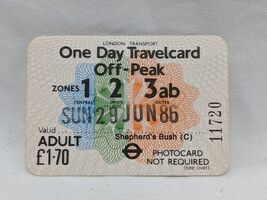 LONDON TRANSPORT
One Day Travelcard
Off-Peak
ZONES 1 2 3ab
CENTRAL INNER OUTER
SUN 29 JUN 86
Valid
Shepherd's Bush (C)
ADULT
£1·70
PHOTOCARD
NOT REQUIRED
(see over)
11720